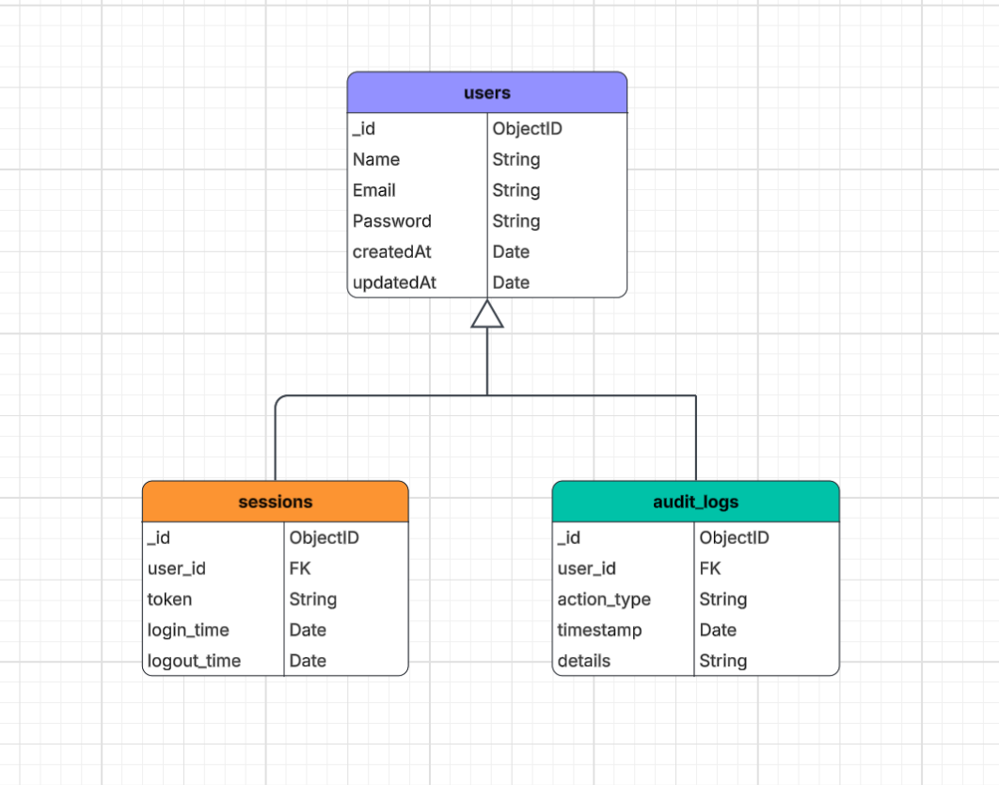 users
_id ObjectID
Name String
Email String
Password String
createdAt Date
updatedAt Date
sessions
_id ObjectID
user_id FK
token String
login_time Date
logout_time Date
audit_logs
_id ObjectID
user_id FK
action_type String
timestamp Date
details String